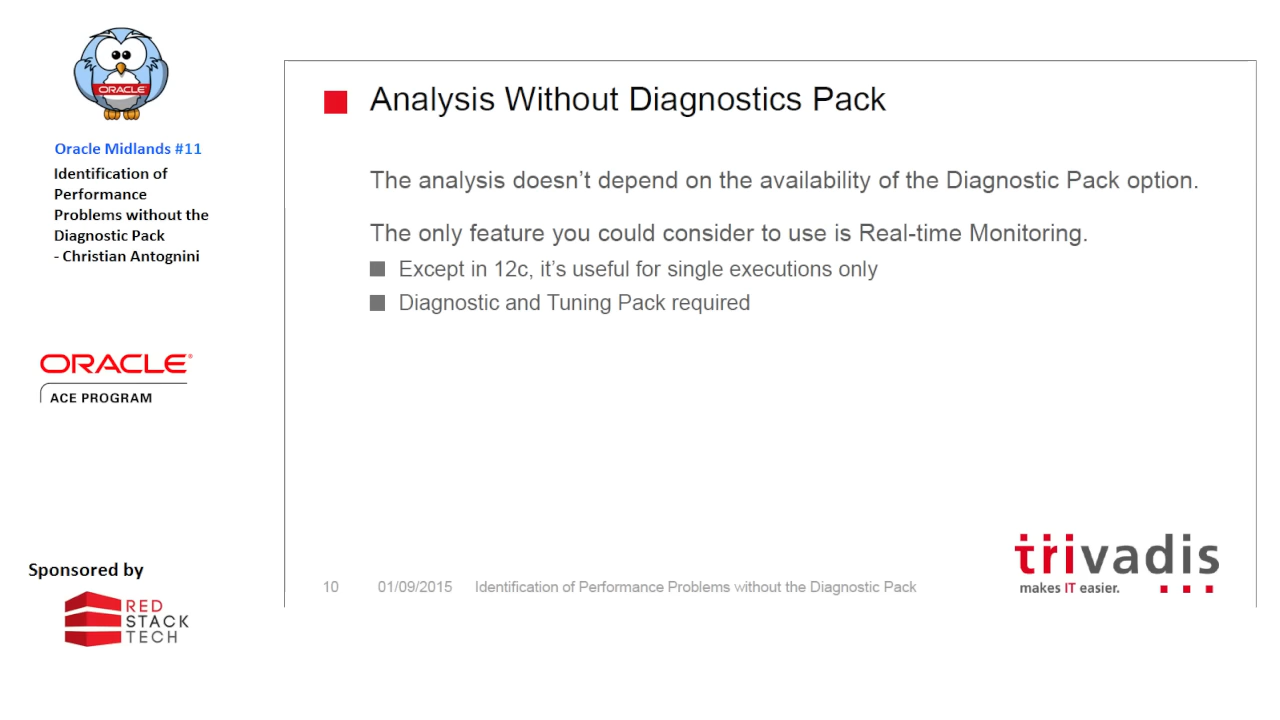 ORACLE
Oracle Midlands #11
Identification of
Performance
Problems without the
Diagnostic Pack
- Christian Antognini
ORACLE®
ACE PROGRAM
Sponsored by
RED
STACK
TECH
Analysis Without Diagnostics Pack
The analysis doesn’t depend on the availability of the Diagnostic Pack option.
The only feature you could consider to use is Real-time Monitoring.
Except in 12c, it’s useful for single executions only
Diagnostic and Tuning Pack required
trivadis
makes IT easier.
10 01/09/2015 Identification of Performance Problems without the Diagnostic Pack